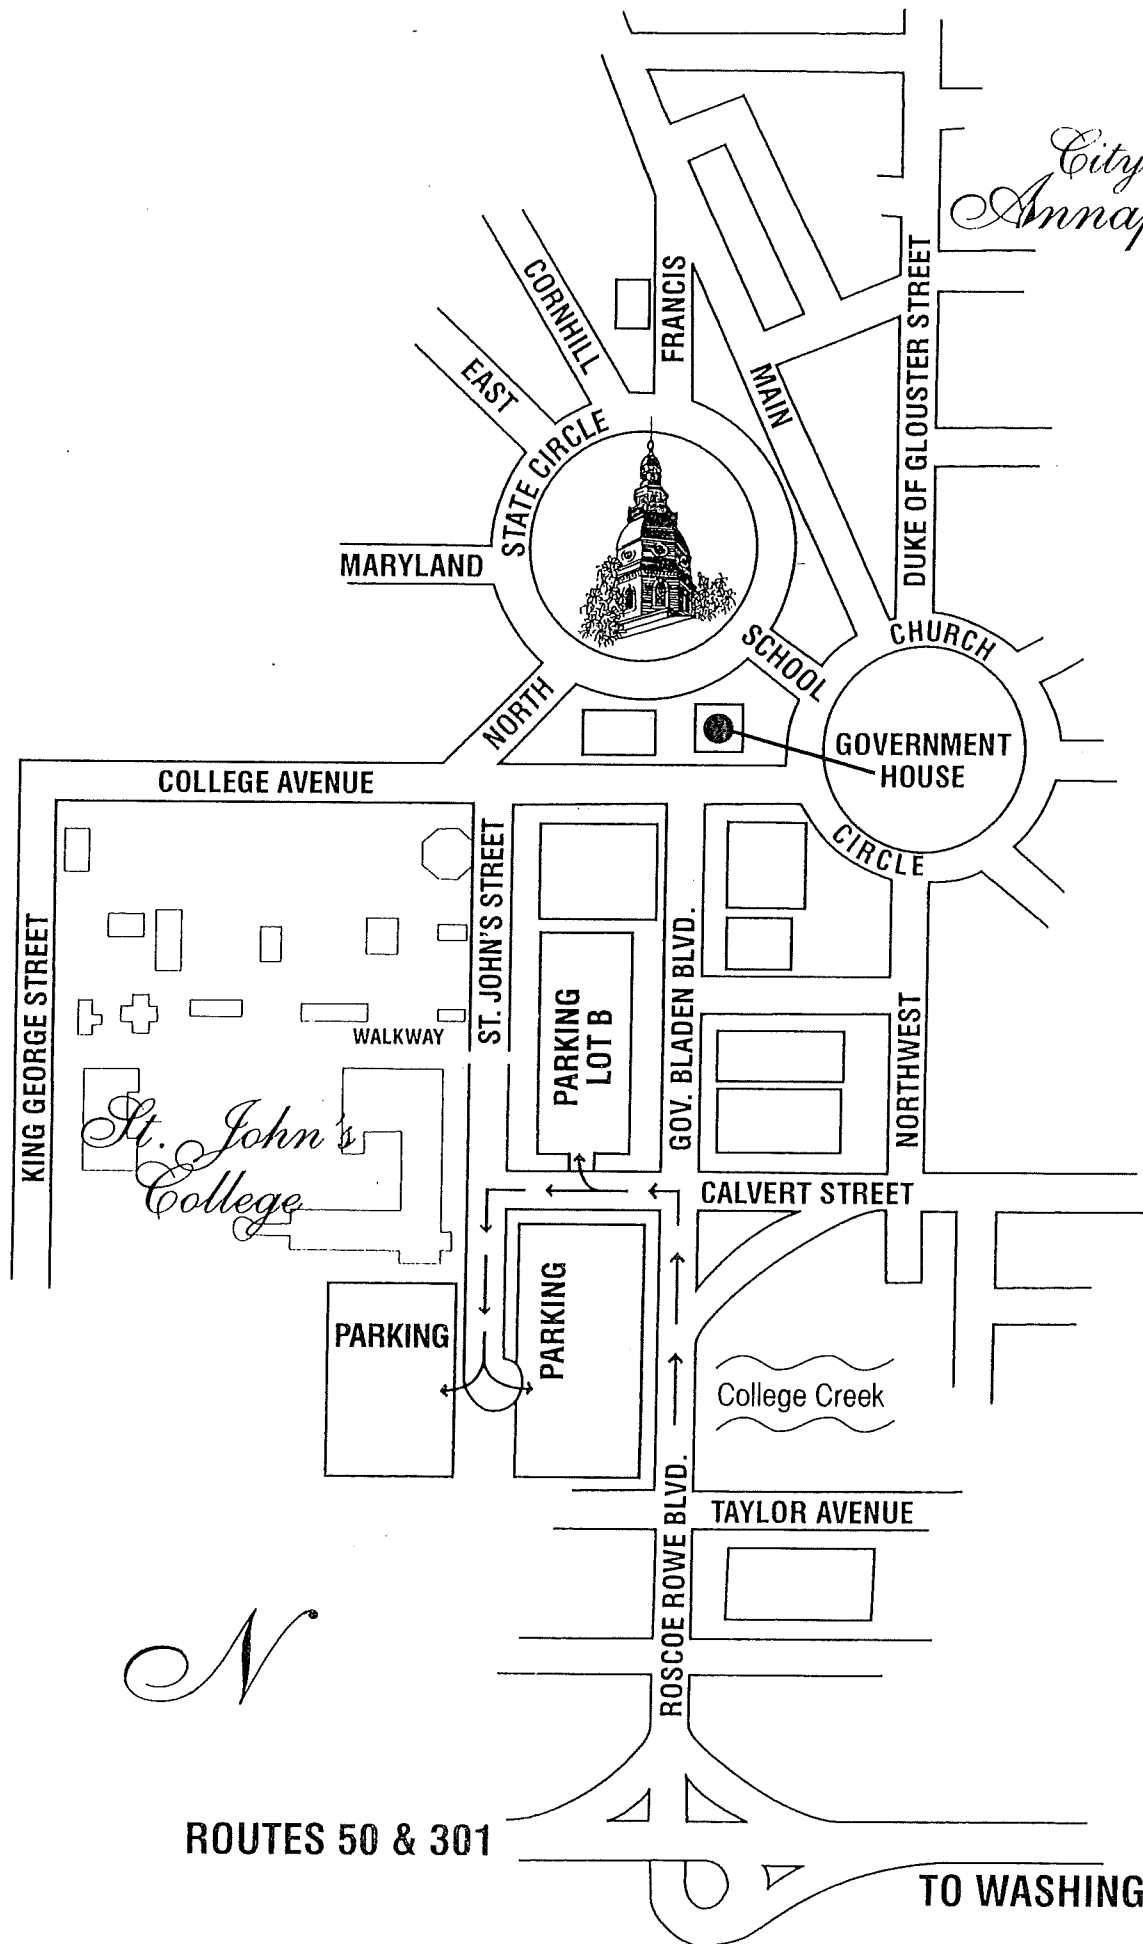 City
FRANCIS
CORNHILL
EAST
MAIN
DUKE OF GLOUSTER STREET
STATE CIRCLE
MARYLAND
SCHOOL
CHURCH
NORTH
GOVERNMENT
HOUSE
COLLEGE AVENUE
CIRCLE
KING GEORGE STREET
ST. JOHN'S STREET
GOV. BLADEN BLVD.
PARKING
LOT B
NORTHWEST
WALKWAY
St. John's
College
CALVERT STREET
PARKING
PARKING
College Creek
TAYLOR AVENUE
ROSCOE ROWE BLVD.
N
ROUTES 50 & 301
TO WASHING